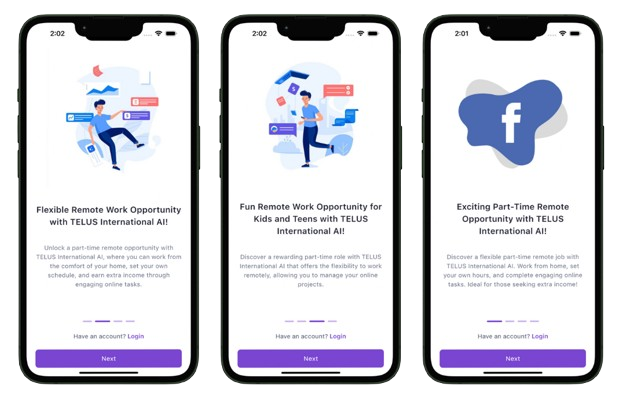 2:02
Flexible Remote Work Opportunity
with TELUS International AI!
Unlock a part-time remote opportunity with
TELUS International AI, where you can work from
the comfort of your home, set your own
schedule, and earn extra income through
engaging online tasks.
Have an account? Login
Next
2:02
Fun Remote Work Opportunity for
Kids and Teens with TELUS
International AI!
Discover a rewarding part-time role with TELUS
International AI that offers the flexibility to work
remotely, allowing you to manage your online
projects.
Have an account? Login
Next
2:01
f
Exciting Part-Time Remote
Opportunity with TELUS
International AI!
Discover a flexible part-time remote job with
TELUS International AI. Work from home, set
your own hours, and complete engaging online
tasks. Ideal for those seeking extra income!
Have an account? Login
Next